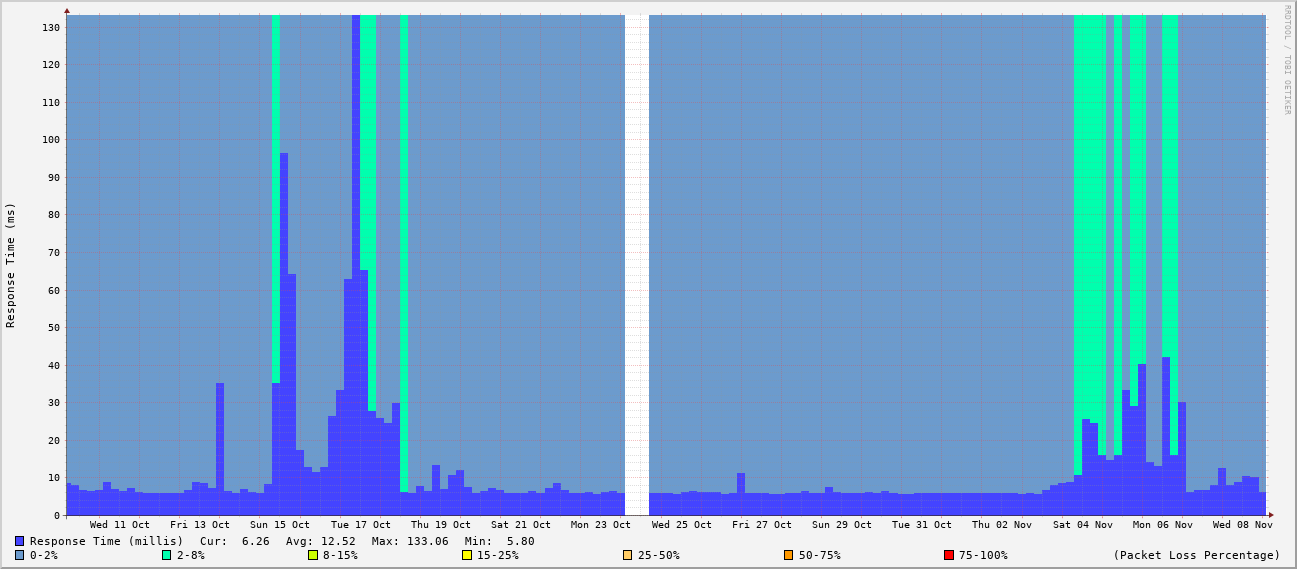 130
120
110
100
90
80
70
60
50
40
30
20
10
0
Response Time (ms)
RRDTOOL / TOBI OETIKER
Wed 11 Oct Fri 13 Oct Sun 15 Oct Tue 17 Oct Thu 19 Oct Sat 21 Oct Mon 23 Oct Wed 25 Oct Fri 27 Oct Sun 29 Oct Tue 31 Oct Thu 02 Nov Sat 04 Nov Mon 06 Nov Wed 08 Nov
Response Time (millis) Cur: 6.26 Avg: 12.52 Max: 133.06 Min: 5.80
0-2% 2-8% 8-15% 15-25% 25-50% 50-75% 75-100% (Packet Loss Percentage)